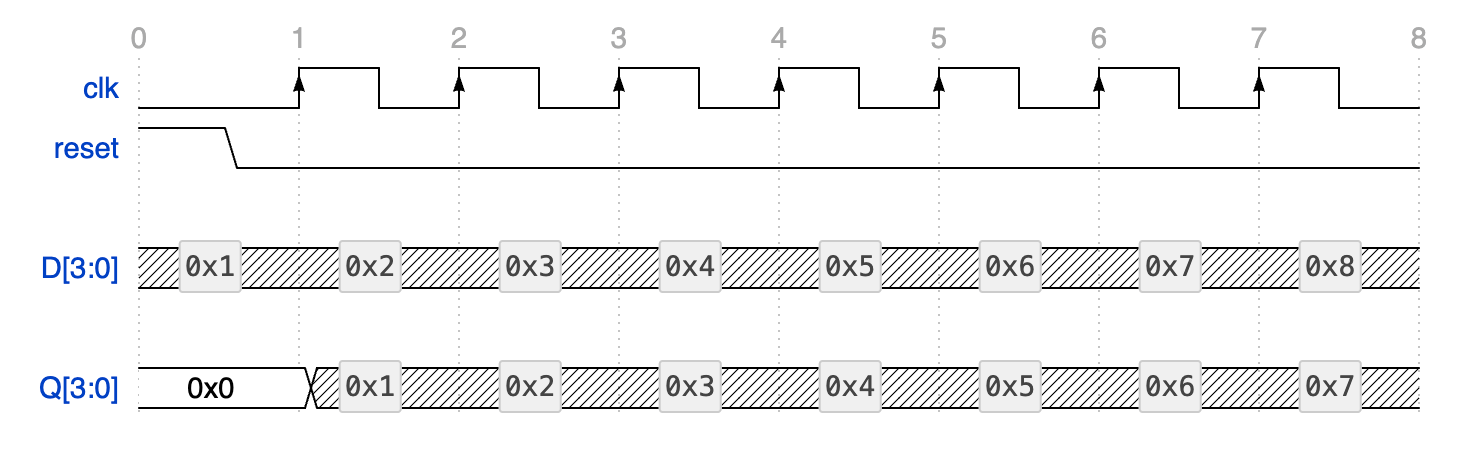 0 1 2 3 4 5 6 7 8
clk
reset
D[3:0] 0x1 0x2 0x3 0x4 0x5 0x6 0x7 0x8
Q[3:0] 0x0 0x1 0x2 0x3 0x4 0x5 0x6 0x7